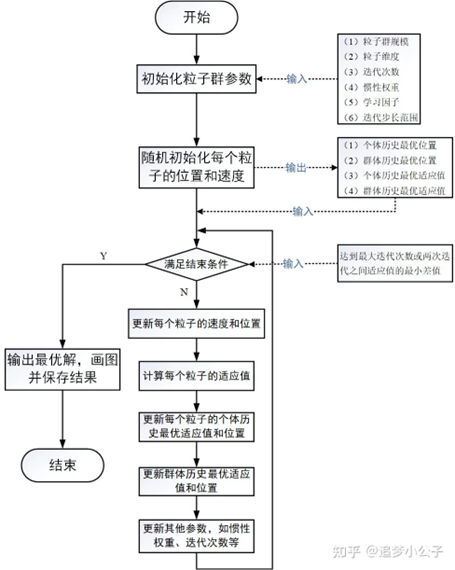 开始
初始化粒子群参数
输入
（1）粒子群规模
（2）粒子维度
（3）迭代次数
（4）惯性权重
（5）学习因子
（6）迭代步长范围
随机初始化每个粒
子的位置和速度
输出
（1）个体历史最优位置
（2）群体历史最优位置
（3）个体历史最优适应值
（4）群体历史最优适应值
输入
Y
满足结束条件
输入
达到最大迭代次数或两次迭
代之间适应值的最小差值
N
更新每个粒子的速度和位置
输出最优解，画图
并保存结果
计算每个粒子的适应值
更新每个粒子的个体历
史最优适应值和位置
结束
更新群体历史最优适应
值和位置
更新其他参数，如惯性
权重、迭代次数等
知乎 @追梦小公子